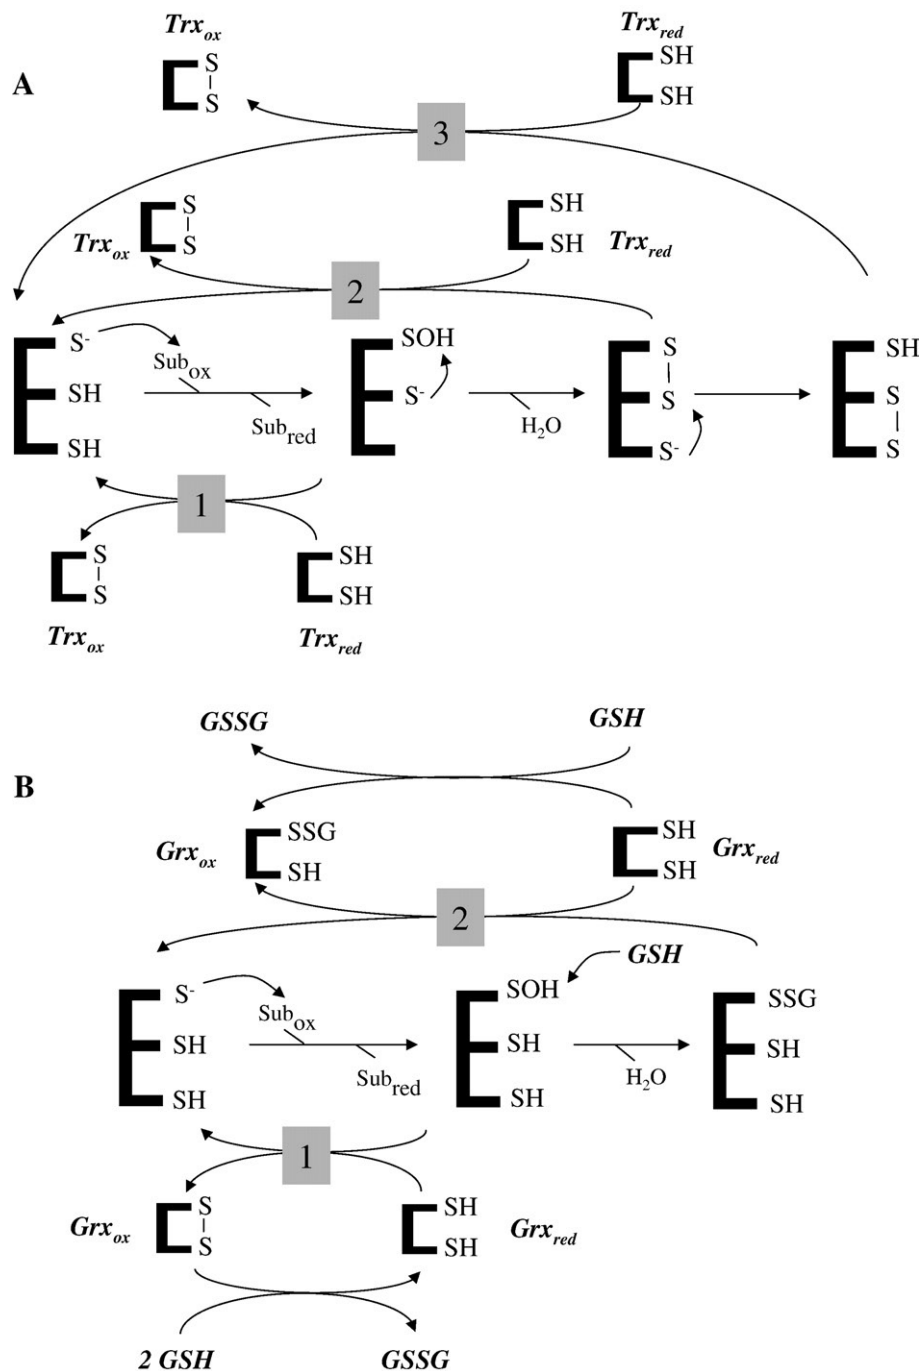 Trx_ox Trx_red
A
S SH
S SH
3
S SH
S SH
Trx_ox Trx_red
2
S- SOH S SH
Sub_ox
SH S- S S
Sub_red H2O
SH S- S
1
S SH
S SH
Trx_ox Trx_red
GSSG GSH
B
SSG SH
Grx_ox Grx_red
SH SH
2
GSH
S- SOH SSG
Sub_ox
SH SH SH
Sub_red H2O
SH SH SH
1
S SH
Grx_ox Grx_red
S SH
2 GSH GSSG